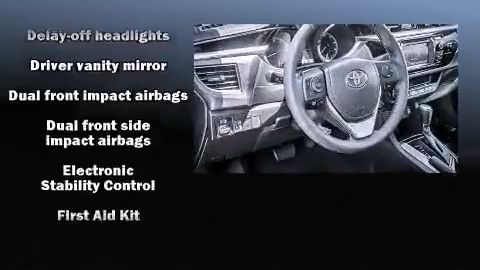 Delay-off headlights
Driver vanity mirror
Dual front impact airbags
Dual front side
impact airbags
Electronic
Stability Control
First Aid Kit